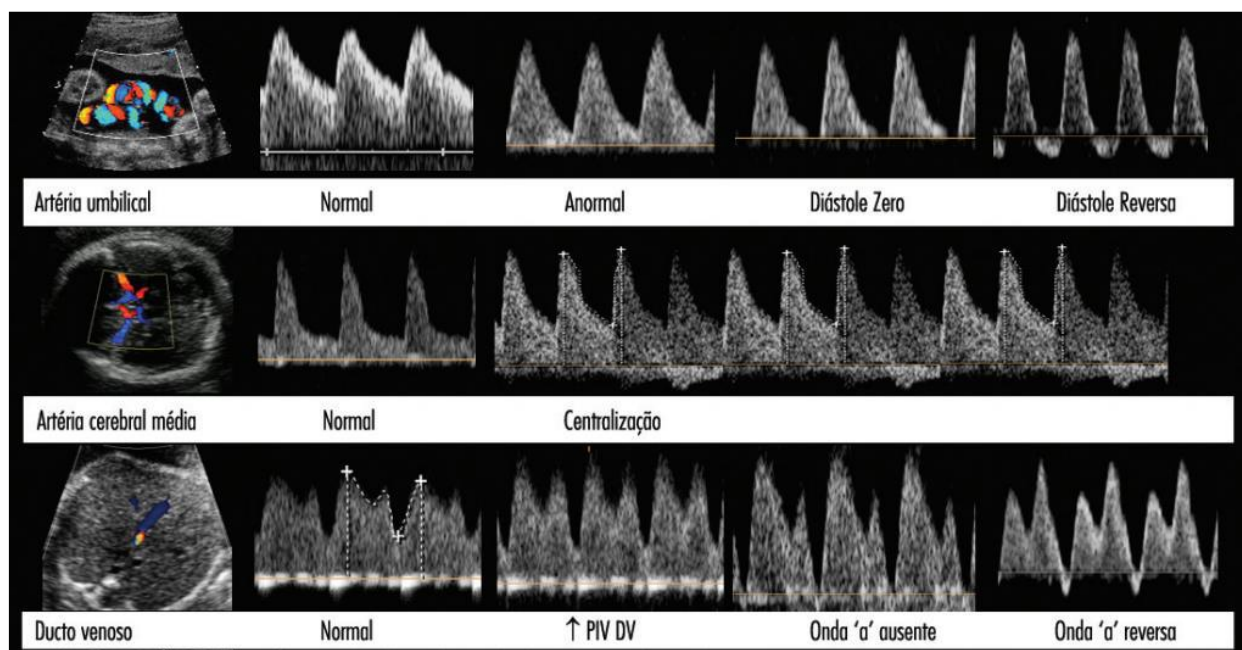 Artéria umbilical Normal Anormal Diástole Zero Diástole Reversa
Artéria cerebral média Normal Centralização
Ducto venoso Normal ↑ PIV DV Onda ‘a’ ausente Onda ‘a’ reversa